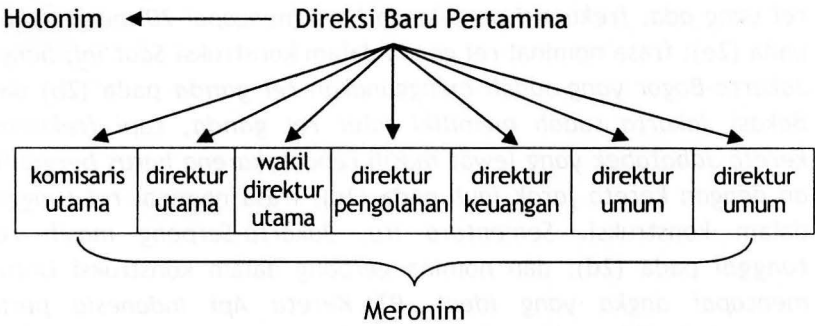 Holonim Direksi Baru Pertamina
komisaris utama
direktur utama
wakil direktur utama
direktur pengolahan
direktur keuangan
direktur umum
direktur umum
Meronim